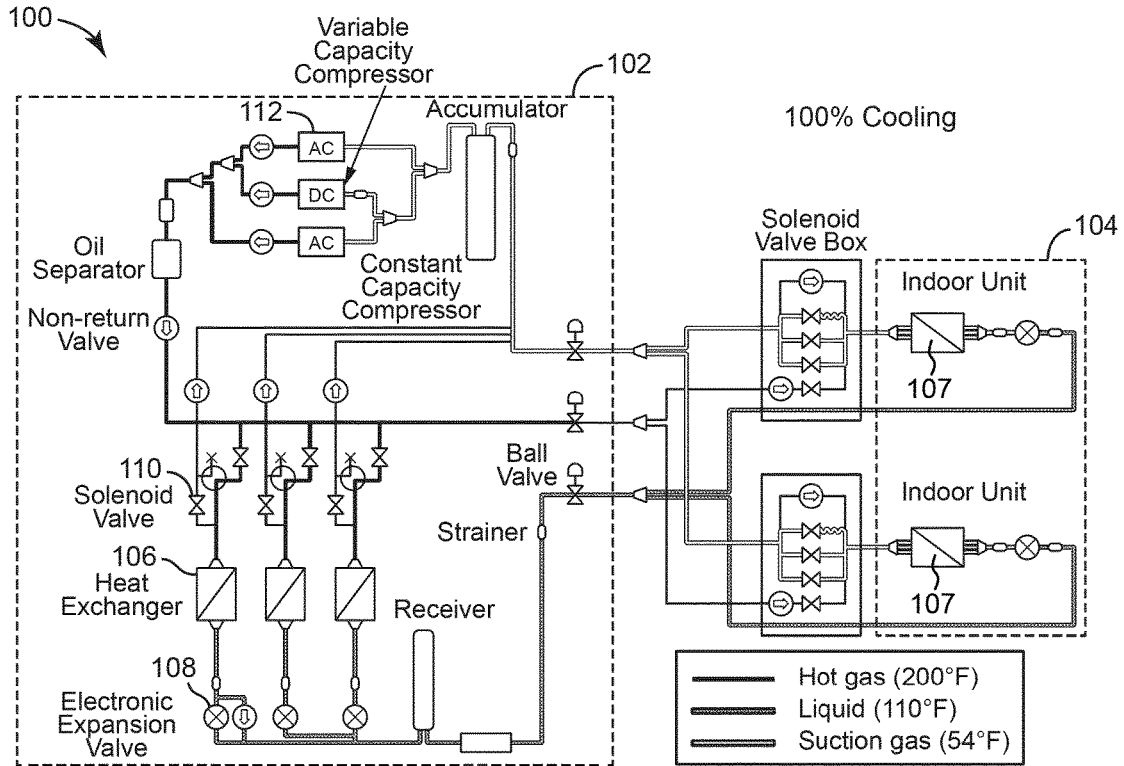 100
Variable
Capacity
Compressor
102
112
Accumulator
100% Cooling
AC
DC
AC
Solenoid
Valve Box
104
Oil
Separator
Constant
Capacity
Compressor
Indoor Unit
Non-return
Valve
107
110
Solenoid
Valve
Ball
Valve
Indoor Unit
Strainer
106
Heat
Exchanger
Receiver
107
108
Electronic
Expansion
Valve
Hot gas (200°F)
Liquid (110°F)
Suction gas (54°F)